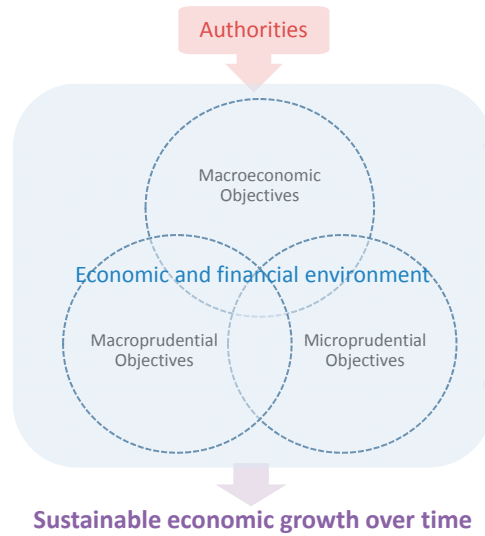 Authorities
Macroeconomic
Objectives
Economic and financial environment
Macroprudential
Objectives
Microprudential
Objectives
Sustainable economic growth over time